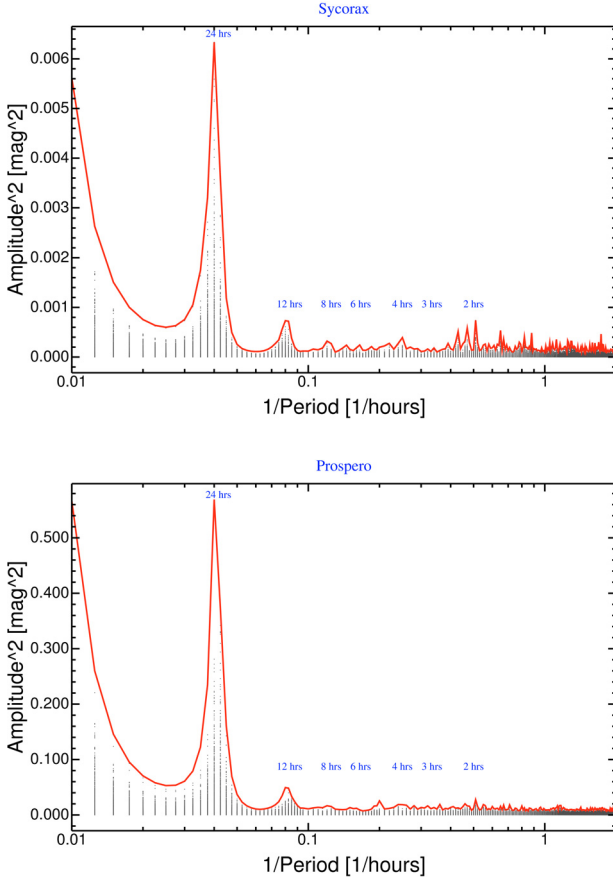 Sycorax
24 hrs
0.006
0.005
0.004
0.003
0.002
0.001
0.000
Amplitude^2 [mag^2]
12 hrs 8 hrs 6 hrs 4 hrs 3 hrs 2 hrs
0.01 0.1 1
1/Period [1/hours]
Prospero
24 hrs
0.500
0.400
0.300
0.200
0.100
0.000
Amplitude^2 [mag^2]
12 hrs 8 hrs 6 hrs 4 hrs 3 hrs 2 hrs
0.01 0.1 1
1/Period [1/hours]